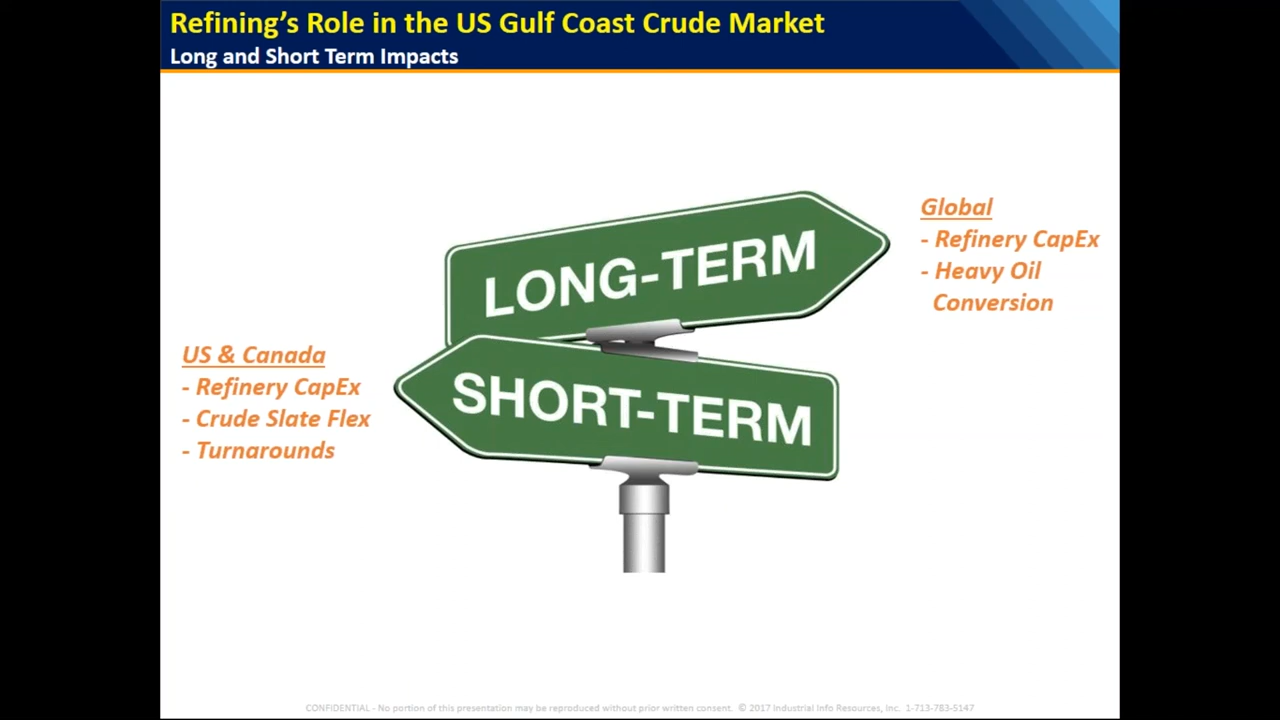 Refining's Role in the US Gulf Coast Crude Market
Long and Short Term Impacts
Global
- Refinery CapEx
- Heavy Oil
Conversion
LONG-TERM
US & Canada
- Refinery CapEx
- Crude Slate Flex
- Turnarounds
SHORT-TERM
CONFIDENTIAL - No portion of this presentation may be reproduced without prior written consent. © 2017 Industrial Info Resources, Inc. 1-713-783-5147